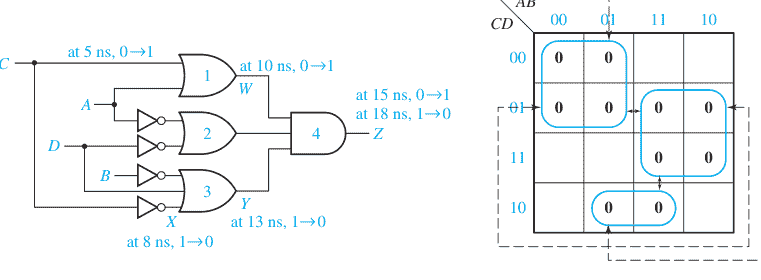 C
at 5 ns, 0→1
1
at 10 ns, 0→1
W
A
2
at 15 ns, 0→1
at 18 ns, 1→0
4
Z
D
B
3
Y
X
at 13 ns, 1→0
at 8 ns, 1→0
AB
CD
00 01 11 10
00 0 0
01 0 0 0 0
11 0 0
10 0 0